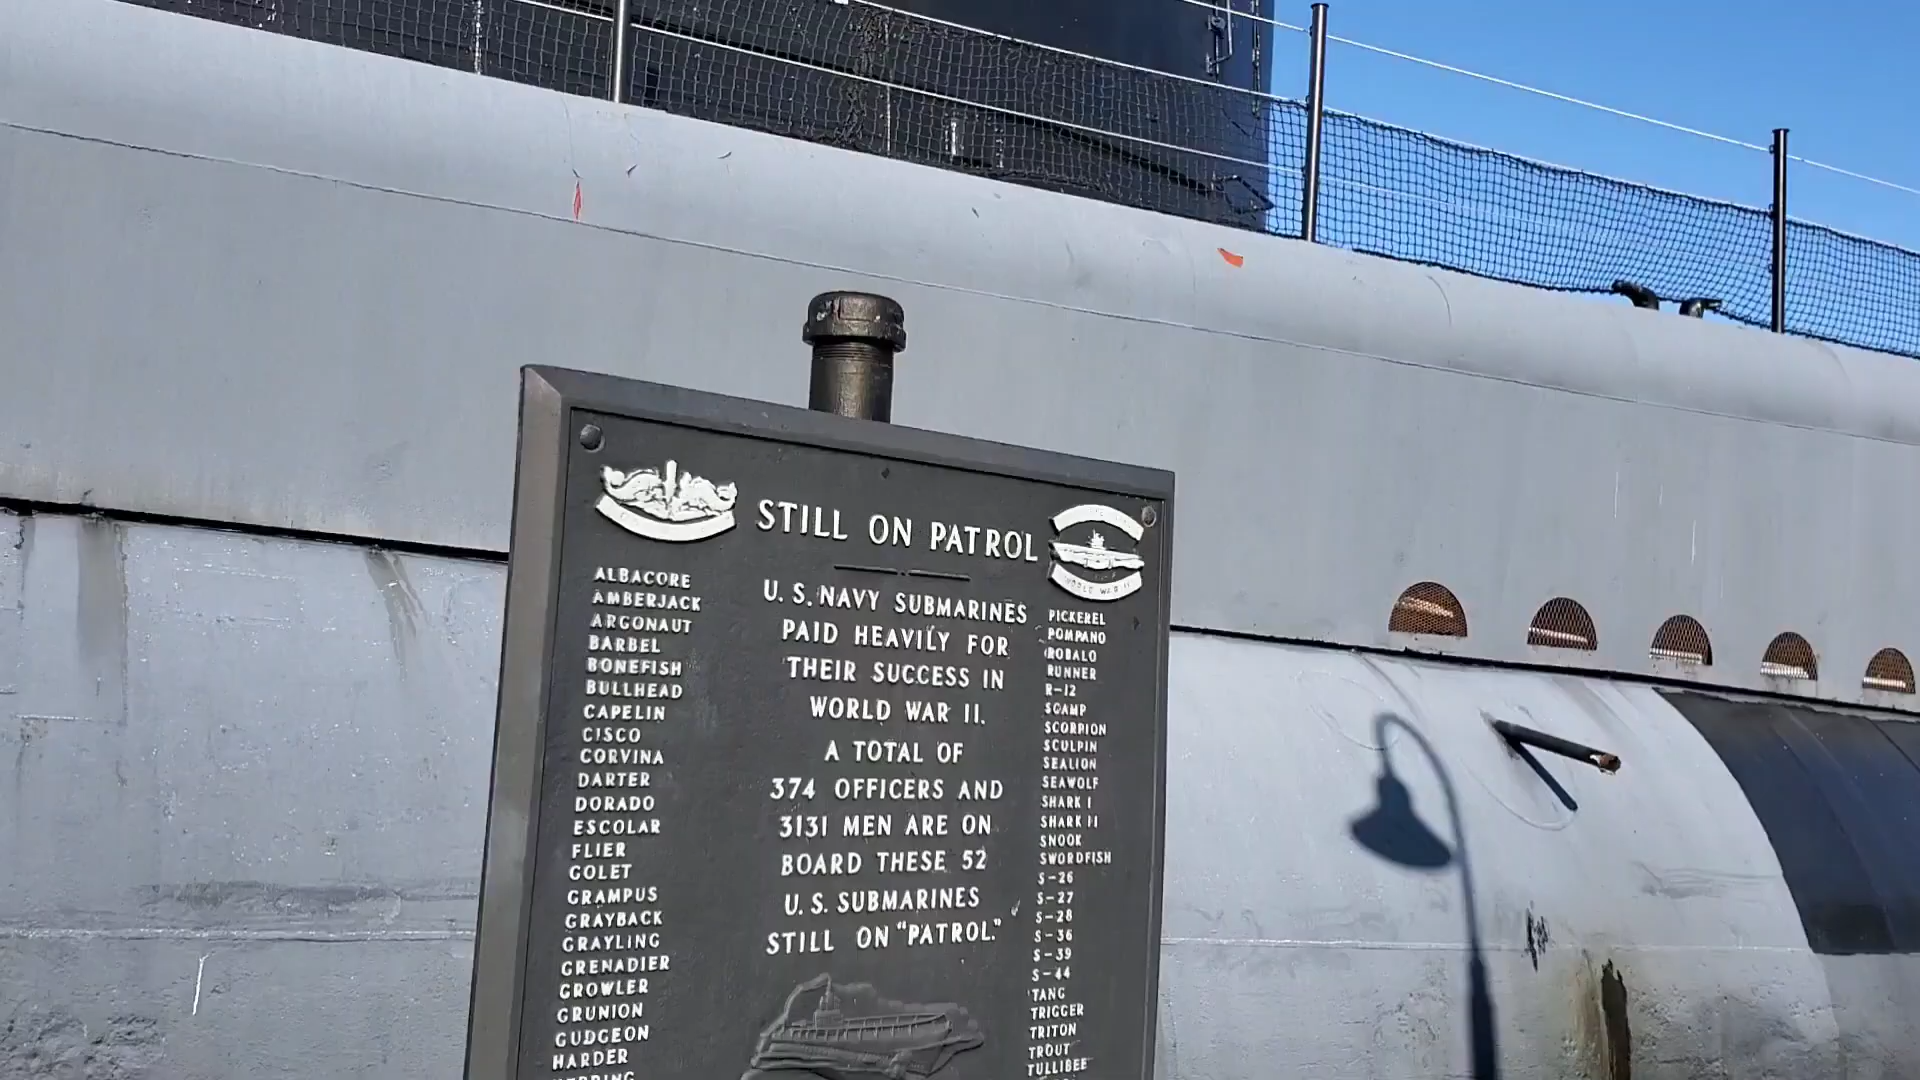 STILL ON PATROL
WORLD WAR II
ALBACORE
AMBERJACK
ARGONAUT
BARBEL
BONEFISH
BULLHEAD
CAPELIN
CISCO
CORVINA
DARTER
DORADO
ESCOLAR
FLIER
GOLET
GRAMPUS
GRAYBACK
GRAYLING
GRENADIER
GROWLER
GRUNION
GUDGEON
HARDER
U. S. NAVY SUBMARINES
PAID HEAVILY FOR
THEIR SUCCESS IN
WORLD WAR II.
A TOTAL OF
374 OFFICERS AND
3131 MEN ARE ON
BOARD THESE 52
U. S. SUBMARINES
STILL ON "PATROL."
PICKEREL
POMPANO
ROBALO
RUNNER
R-12
SCAMP
SCORPION
SCULPIN
SEALION
SEAWOLF
SHARK I
SHARK II
SNOOK
SWORDFISH
S-26
S-27
S-28
S-36
S-39
S-44
TANG
TRIGGER
TRITON
TROUT
TULLIBEE